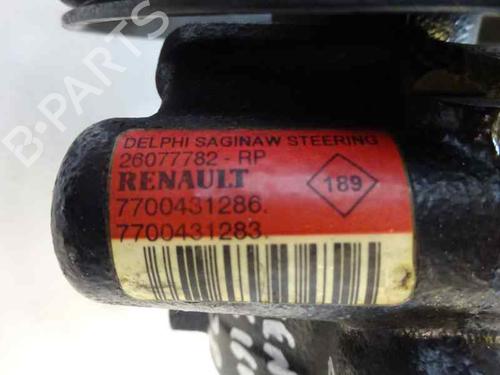 B-PARTS
DELPHI SAGINAW STEERING
26077782 - RP
RENAULT
189
7700431286.
7700431283.